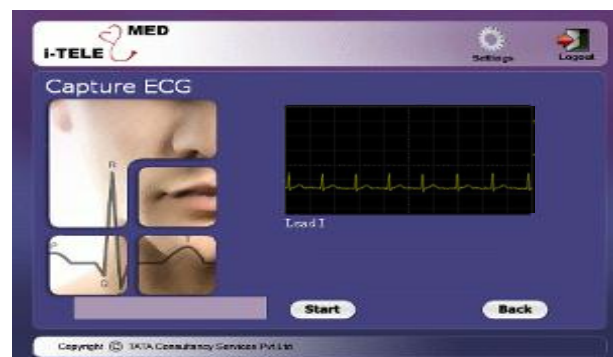 MED
i-TELE
Settings
Logout
Capture ECG
R
T
Q
Lead I
Start
Back
Copyright © TATA Consultancy Services Pvt Ltd